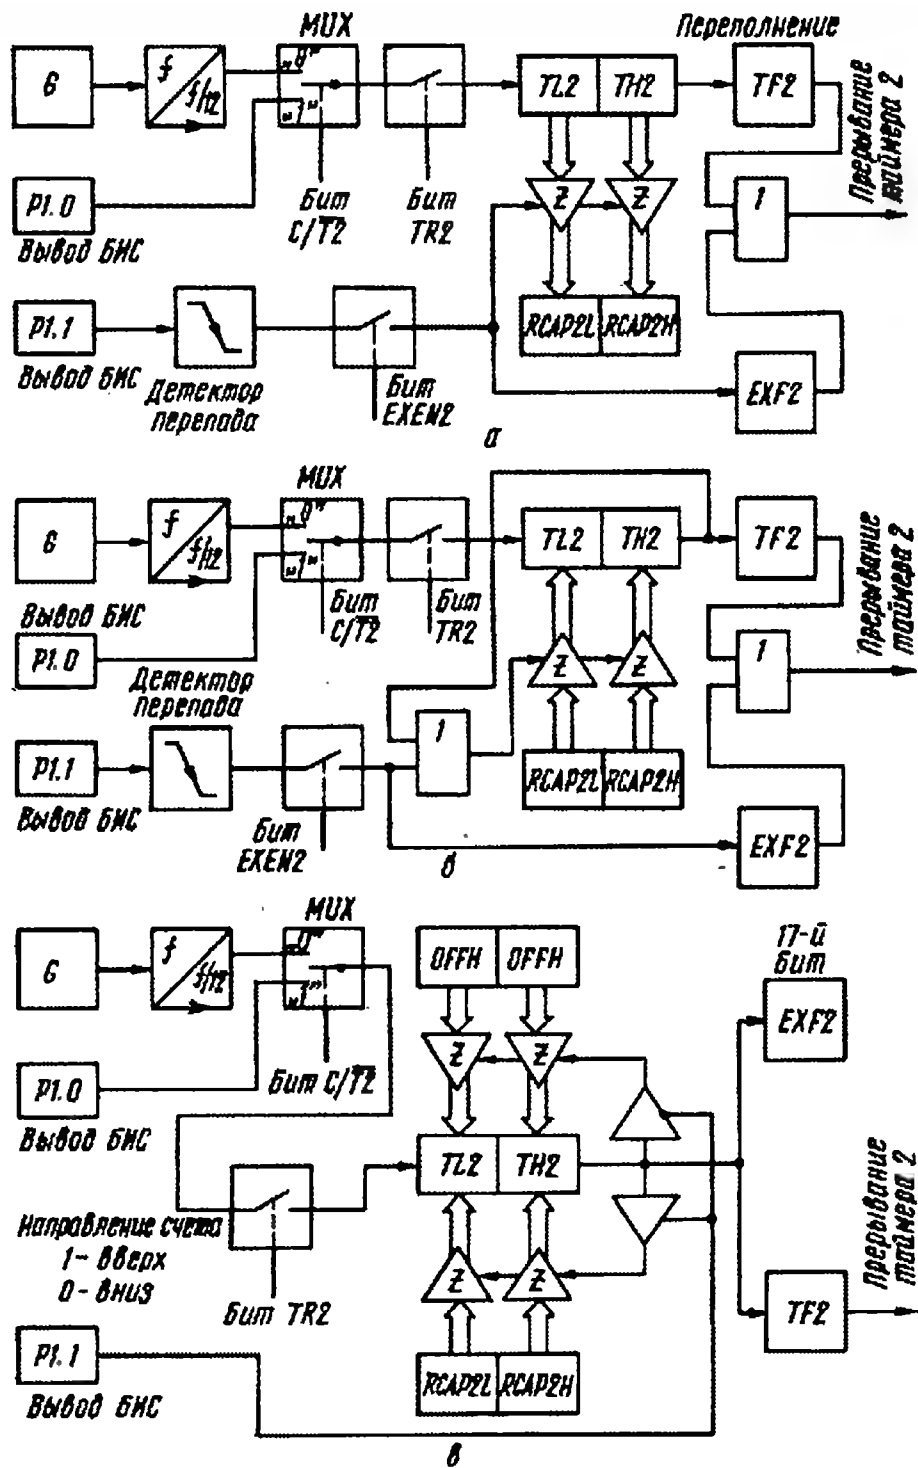 MUX
Переполнение
G
f
f/12
"0"
"1"
TL2
TH2
TF2
Прерывание
таймера 2
P1.0
Вывод БИС
Бит
C/T2
Бит
TR2
Z
Z
1
P1.1
Вывод БИС
Детектор
перепада
Бит
EXEN2
RCAP2L
RCAP2H
EXF2
а
MUX
G
f
f/12
"0"
"1"
TL2
TH2
TF2
Прерывание
таймера 2
Вывод БИС
P1.0
Бит
C/T2
Бит
TR2
Z
Z
1
Детектор
перепада
P1.1
Вывод БИС
1
Бит
EXEN2
RCAP2L
RCAP2H
EXF2
б
MUX
G
f
f/12
"0"
"1"
OFFH
OFFH
17-й
бит
EXF2
Z
Z
P1.0
Вывод БИС
Бит C/T2
TL2
TH2
Прерывание
таймера 2
Направление счета
1 - вверх
0 - вниз
Бит TR2
Z
Z
TF2
P1.1
Вывод БИС
RCAP2L
RCAP2H
в